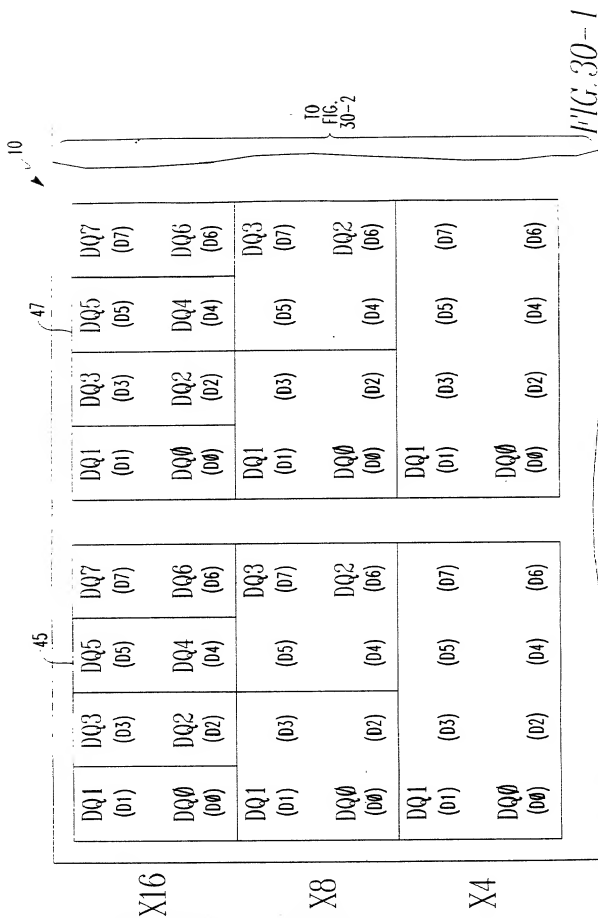 10
45 47
X16
DQ1 DQ3 DQ5 DQ7 DQ1 DQ3 DQ5 DQ7
(D1) (D3) (D5) (D7) (D1) (D3) (D5) (D7)
DQØ DQ2 DQ4 DQ6 DQØ DQ2 DQ4 DQ6
(DØ) (D2) (D4) (D6) (DØ) (D2) (D4) (D6)
X8
DQ1 DQ3 DQ1 DQ3
(D1) (D3) (D5) (D7) (D1) (D3) (D5) (D7)
DQØ DQ2 DQØ DQ2
(DØ) (D2) (D4) (D6) (DØ) (D2) (D4) (D6)
X4
DQ1 DQ1
(D1) (D3) (D5) (D7) (D1) (D3) (D5) (D7)
DQØ DQØ
(DØ) (D2) (D4) (D6) (DØ) (D2) (D4) (D6)
TO
FIG.
30-2
FIG. 30-1